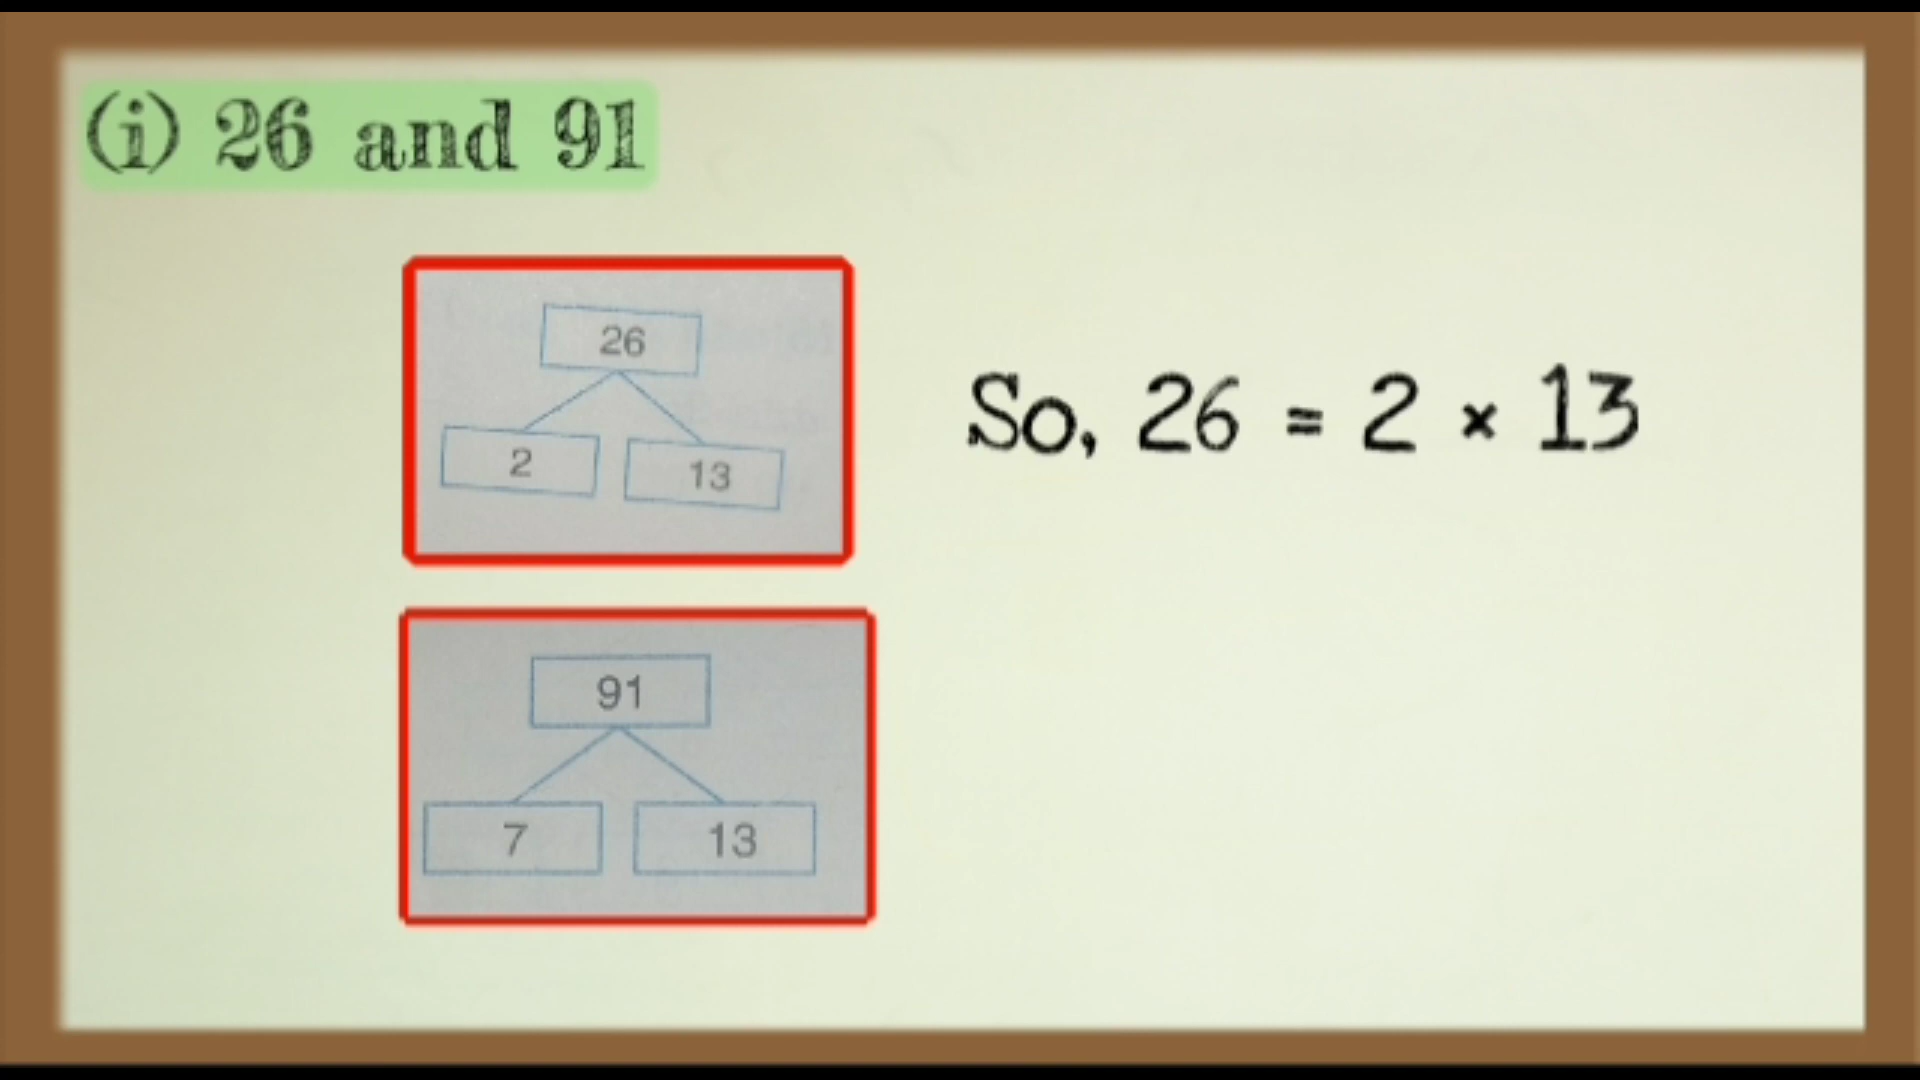 (i) 26 and 91
26
2 13
So, 26 = 2 × 13
91
7 13